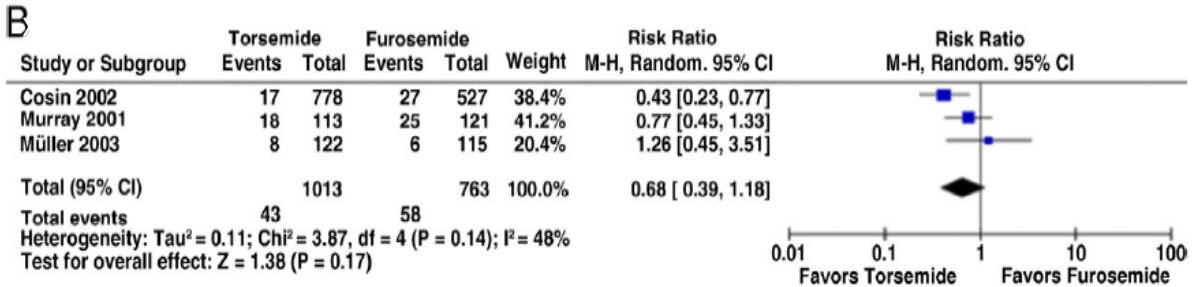 B
Torsemide Furosemide Risk Ratio Risk Ratio
Study or Subgroup Events Total Events Total Weight M-H, Random. 95% CI M-H, Random. 95% CI
Cosin 2002 17 778 27 527 38.4% 0.43 [0.23, 0.77]
Murray 2001 18 113 25 121 41.2% 0.77 [0.45, 1.33]
Müller 2003 8 122 6 115 20.4% 1.26 [0.45, 3.51]
Total (95% CI) 1013 763 100.0% 0.68 [ 0.39, 1.18]
Total events 43 58
Heterogeneity: Tau² = 0.11; Chi² = 3.87, df = 4 (P = 0.14); I² = 48%
Test for overall effect: Z = 1.38 (P = 0.17)
0.01 0.1 1 10 100
Favors Torsemide Favors Furosemide